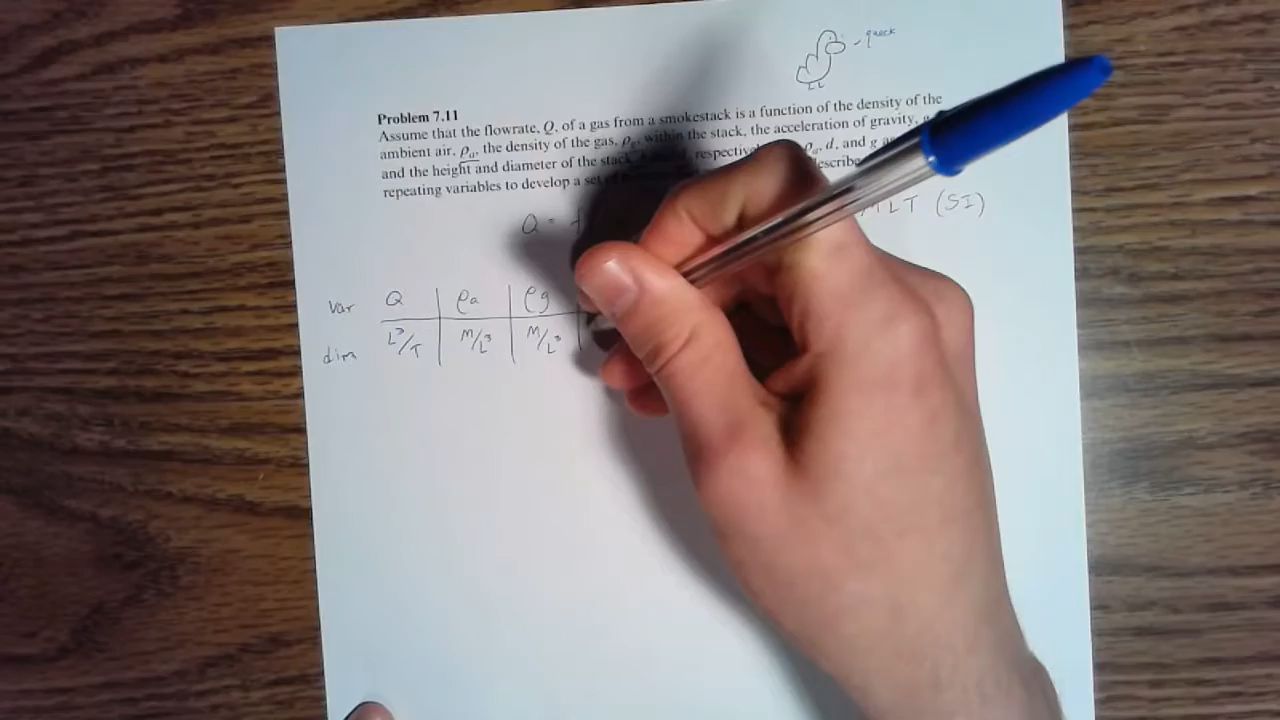 - quack
Problem 7.11
Assume that the flowrate, Q, of a gas from a smokestack is a function of the density of the
ambient air, ρa, the density of the gas, ρg, within the stack, the acceleration of gravity,
and the height and diameter of the stack, respectively. ρa, d, and g
repeating variables to develop a set of describe
Q = f MLT (SI)
var Q ρa ρg
dim L³/T M/L³ M/L³